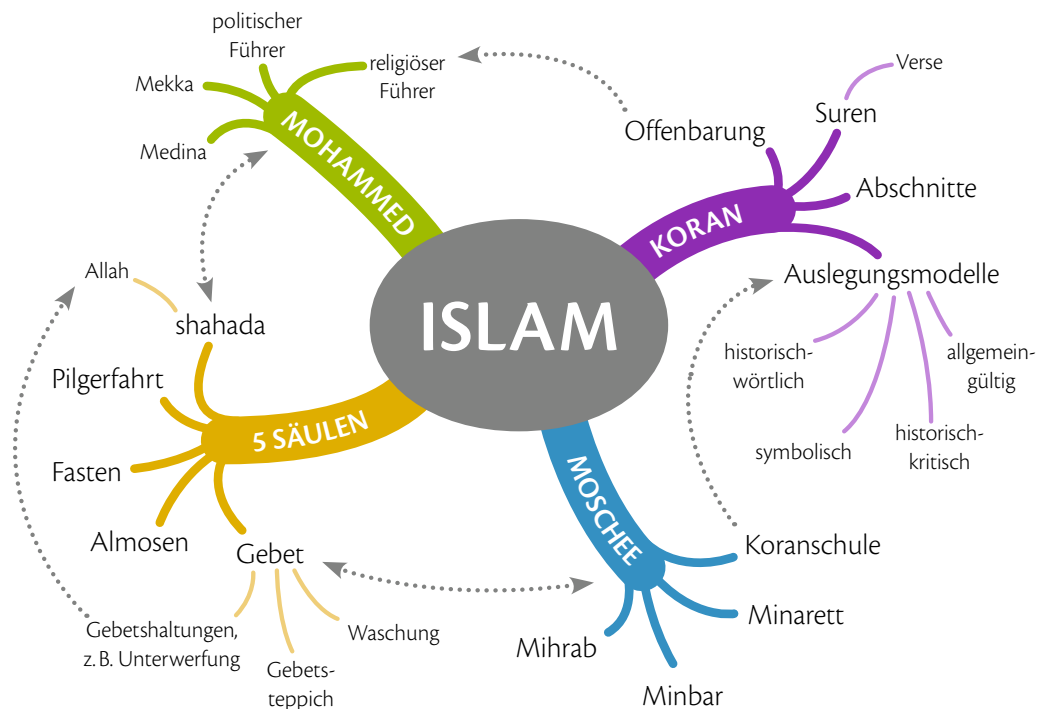 politischer
Führer
religiöser
Führer
Mekka
Medina
MOHAMMED
Verse
Suren
Offenbarung
Abschnitte
KORAN
Auslegungsmodelle
historisch-
wörtlich
symbolisch
historisch-
kritisch
allgemein-
gültig
ISLAM
Allah
shahada
Pilgerfahrt
5 SÄULEN
Fasten
Almosen
Gebet
Gebetshaltungen,
z. B. Unterwerfung
Gebets-
teppich
Waschung
MOSCHEE
Koranschule
Minarett
Mihrab
Minbar